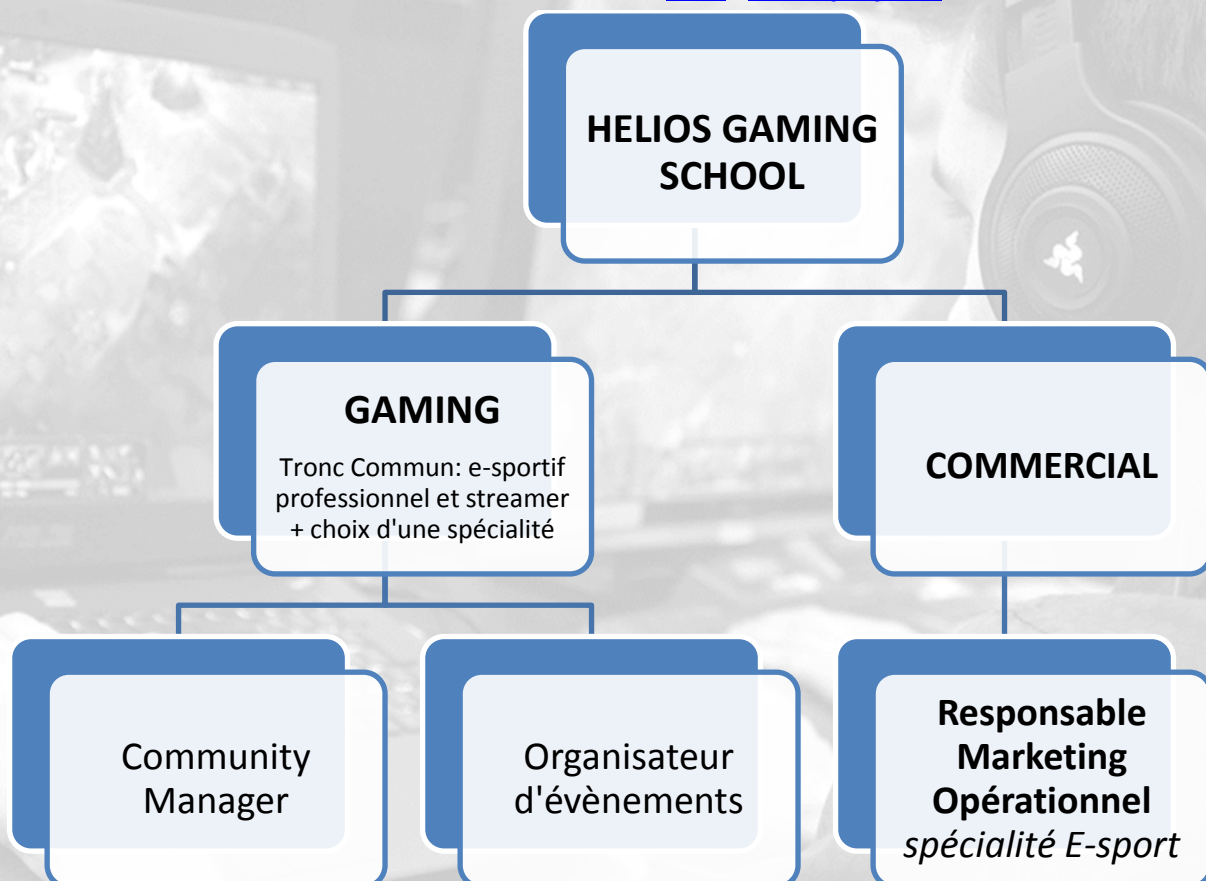 HELIOS GAMING
SCHOOL
GAMING
Tronc Commun: e-sportif
professionnel et streamer
+ choix d'une spécialité
COMMERCIAL
Community
Manager
Organisateur
d'évènements
Responsable
Marketing
Opérationnel
spécialité E-sport